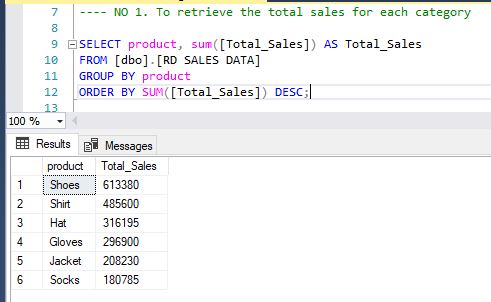 7 ---- NO 1. To retrieve the total sales for each category
8
9 SELECT product, sum([Total_Sales]) AS Total_Sales
10 FROM [dbo].[RD SALES DATA]
11 GROUP BY product
12 ORDER BY SUM([Total_Sales]) DESC;
13
100 %
Results Messages
product Total_Sales
1 Shoes 613380
2 Shirt 485600
3 Hat 316195
4 Gloves 296900
5 Jacket 208230
6 Socks 180785